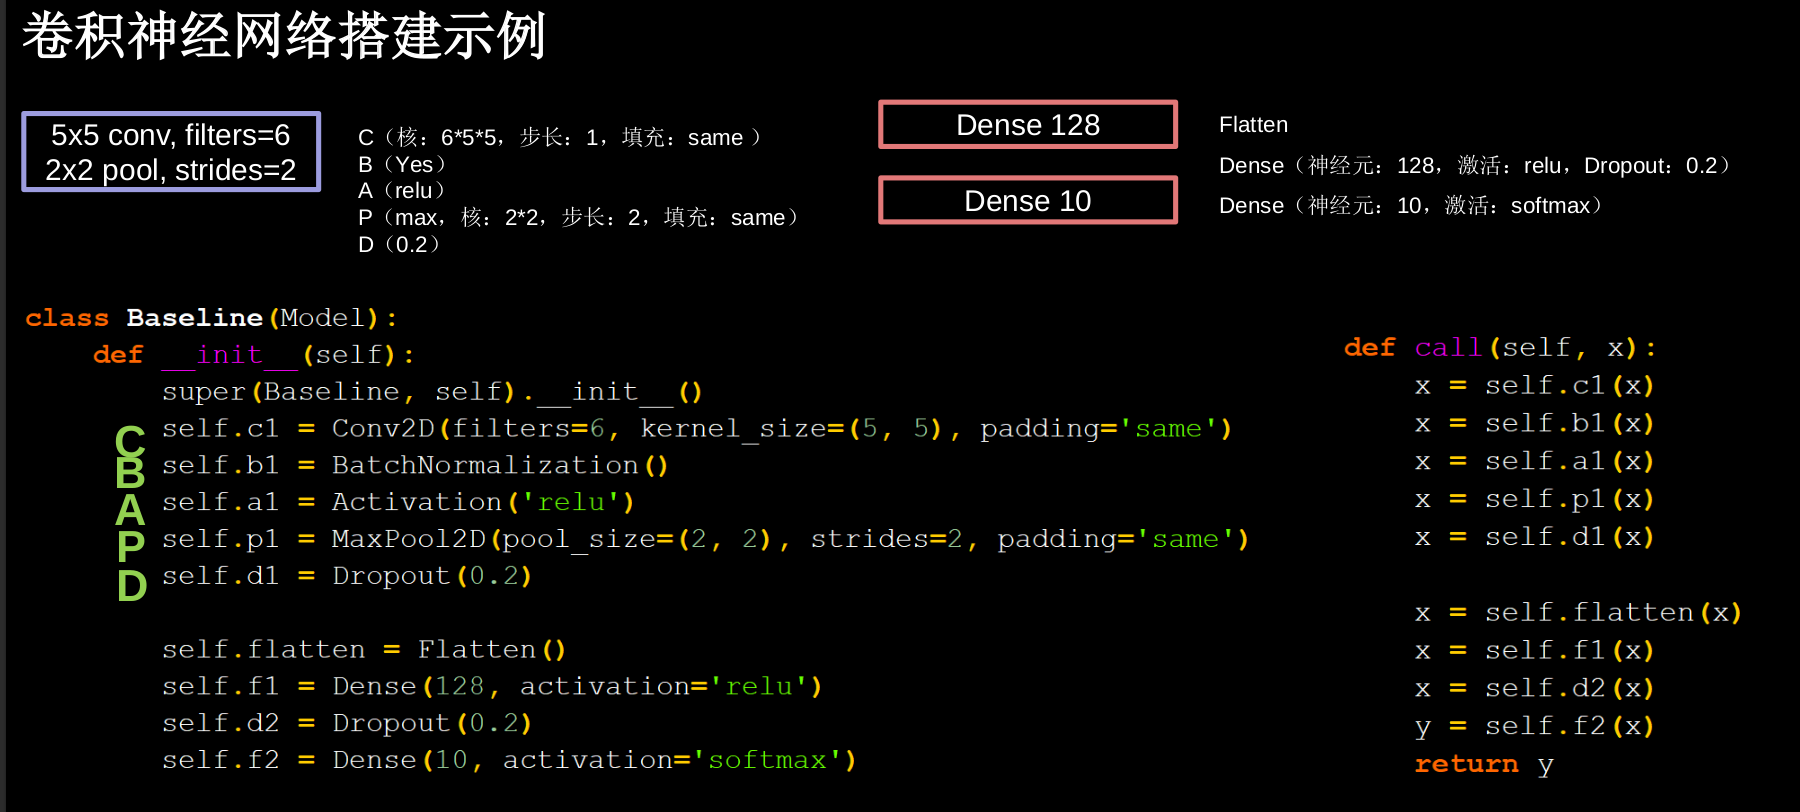 卷积神经网络搭建示例
5x5 conv, filters=6
2x2 pool, strides=2
C（核：6*5*5，步长：1，填充：same ）
B（Yes）
A（relu）
P（max，核：2*2，步长：2，填充：same）
D（0.2）
Dense 128
Dense 10
Flatten
Dense（神经元：128，激活：relu，Dropout：0.2）
Dense（神经元：10，激活：softmax）
class Baseline(Model):
def __init__(self):
super(Baseline, self).__init__()
C self.c1 = Conv2D(filters=6, kernel_size=(5, 5), padding='same')
B self.b1 = BatchNormalization()
A self.a1 = Activation('relu')
P self.p1 = MaxPool2D(pool_size=(2, 2), strides=2, padding='same')
D self.d1 = Dropout(0.2)
self.flatten = Flatten()
self.f1 = Dense(128, activation='relu')
self.d2 = Dropout(0.2)
self.f2 = Dense(10, activation='softmax')
def call(self, x):
x = self.c1(x)
x = self.b1(x)
x = self.a1(x)
x = self.p1(x)
x = self.d1(x)
x = self.flatten(x)
x = self.f1(x)
x = self.d2(x)
y = self.f2(x)
return y